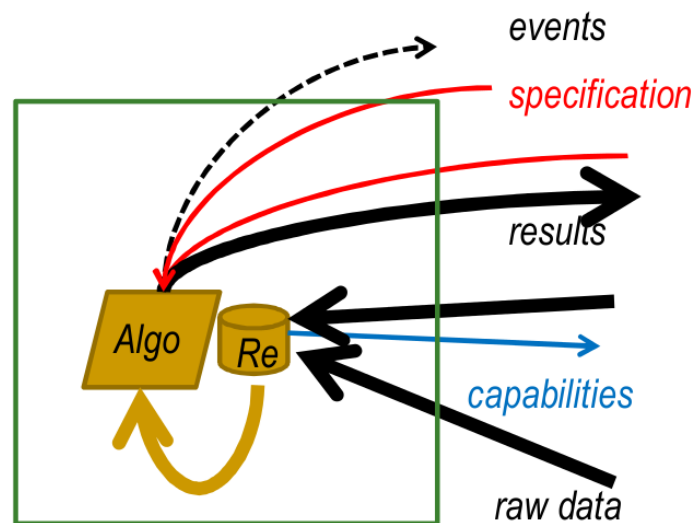 events
specification
results
Algo
Re
capabilities
raw data